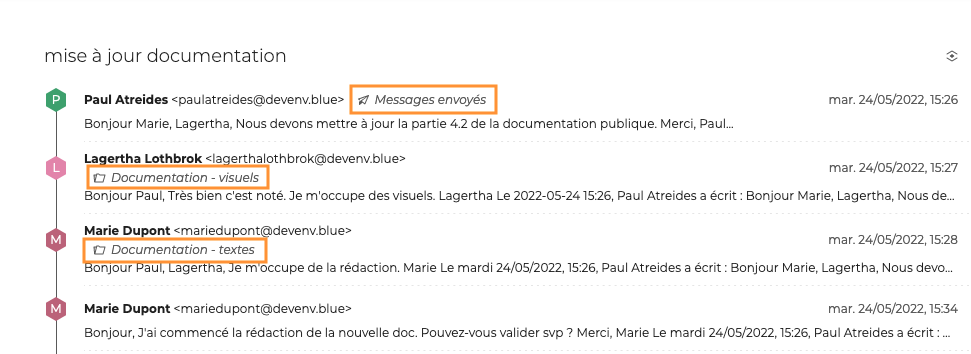 mise à jour documentation
P Paul Atreides <paulatreides@devenv.blue> Messages envoyés mar. 24/05/2022, 15:26
Bonjour Marie, Lagertha, Nous devons mettre à jour la partie 4.2 de la documentation publique. Merci, Paul...
Lagertha Lothbrok <lagerthalothbrok@devenv.blue>
L mar. 24/05/2022, 15:27
Documentation - visuels
Bonjour Paul, Très bien c'est noté. Je m'occupe des visuels. Lagertha Le 2022-05-24 15:26, Paul Atreides a écrit : Bonjour Marie, Lagertha, Nous de...
Marie Dupont <mariedupont@devenv.blue>
M mar. 24/05/2022, 15:28
Documentation - textes
Bonjour Paul, Lagertha, Je m'occupe de la rédaction. Marie Le mardi 24/05/2022, 15:26, Paul Atreides a écrit : Bonjour Marie, Lagertha, Nous devo...
M Marie Dupont <mariedupont@devenv.blue> mar. 24/05/2022, 15:34
Bonjour, J'ai commencé la rédaction de la nouvelle doc. Pouvez-vous valider svp ? Merci, Marie Le mardi 24/05/2022, 15:26, Paul Atreides a écrit : ...